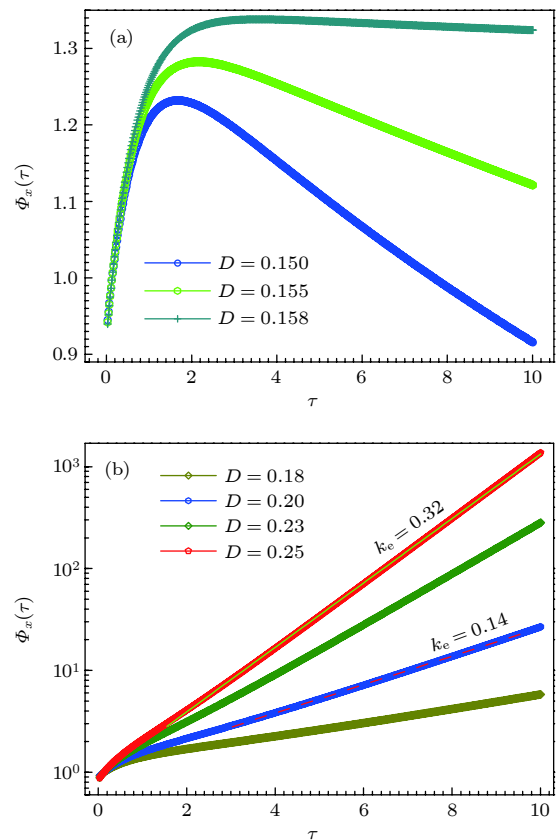 (a)
1.3
1.2
1.1
1.0
0.9
Φx(τ)
D = 0.150
D = 0.155
D = 0.158
0 2 4 6 8 10
τ
(b)
10³
10²
10¹
10⁰
Φx(τ)
D = 0.18
D = 0.20
D = 0.23
D = 0.25
ke = 0.32
ke = 0.14
0 2 4 6 8 10
τ